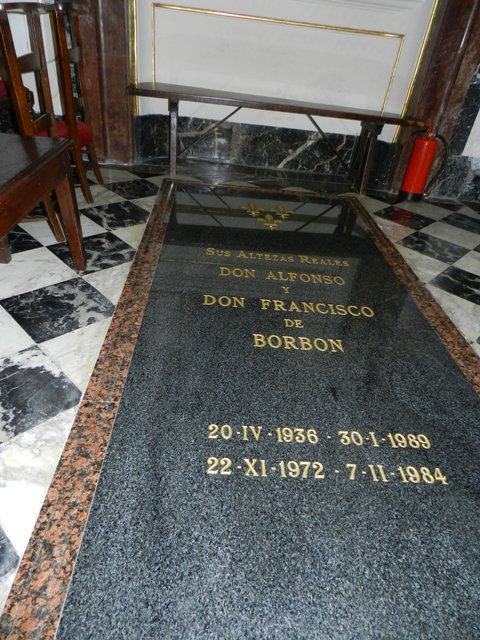 Sus Altezas Reales
DON ALFONSO
Y
DON FRANCISCO
DE
BORBON
20·IV·1936 - 30·I·1989
22·XI·1972 - 7·II·1984